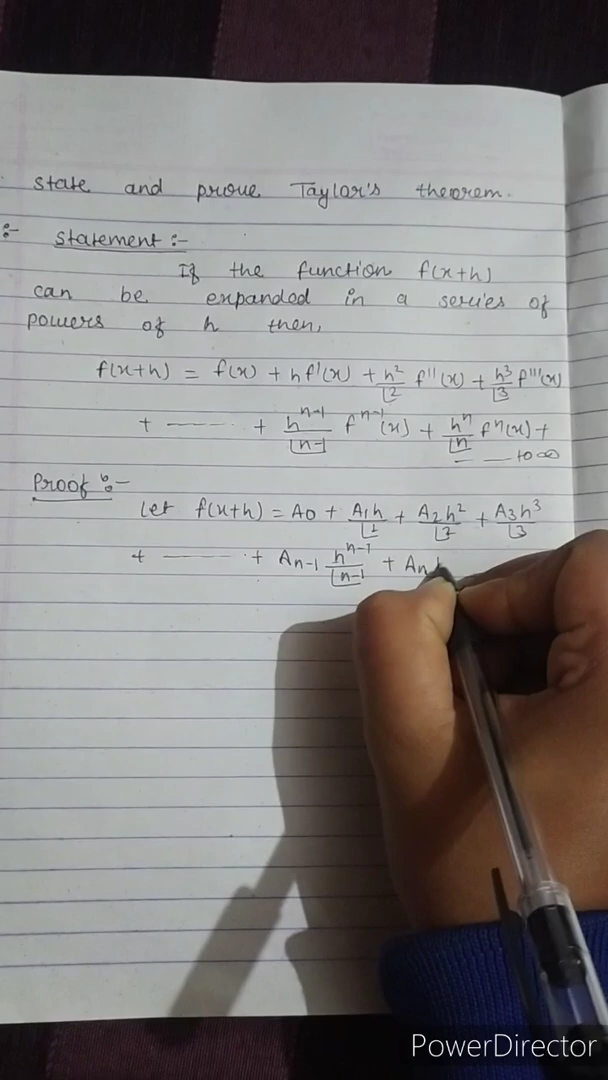 State and prove Taylor's theorem.
:- Statement :-
If the function f(x+h)
can be expanded in a series of
powers of h then,
f(x+h) = f(x) + hf'(x) + h²/⌊2 f''(x) + h³/⌊3 f'''(x)
+ ------- + hⁿ⁻¹/⌊n-1 fⁿ⁻¹(x) + hⁿ/⌊n fⁿ(x) +
-- -- to ∞
Proof :-
Let f(x+h) = A0 + A₁h/⌊1 + A₂h²/⌊2 + A₃h³/⌊3
+ ------- + Aₙ₋₁ hⁿ⁻¹/⌊n-1 + Aₙ
PowerDirector